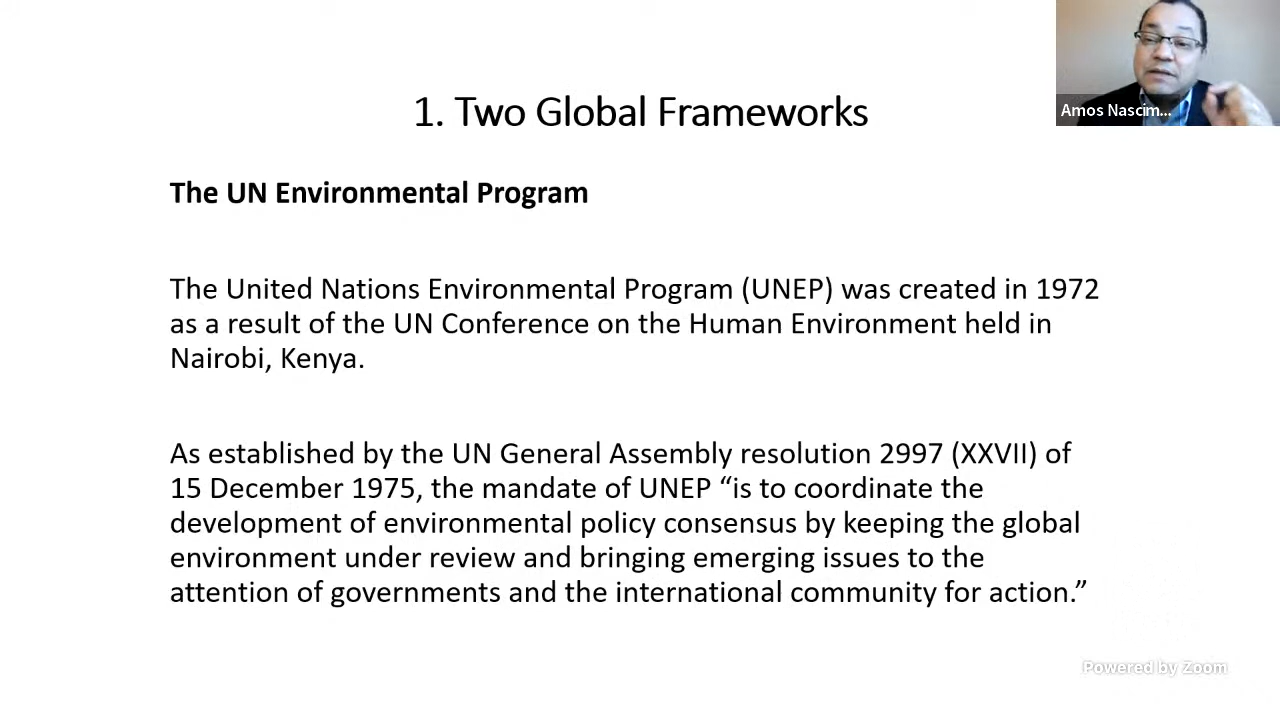 1. Two Global Frameworks
Amos Nascim...
The UN Environmental Program
The United Nations Environmental Program (UNEP) was created in 1972
as a result of the UN Conference on the Human Environment held in
Nairobi, Kenya.
As established by the UN General Assembly resolution 2997 (XXVII) of
15 December 1975, the mandate of UNEP “is to coordinate the
development of environmental policy consensus by keeping the global
environment under review and bringing emerging issues to the
attention of governments and the international community for action.”
Powered by Zoom